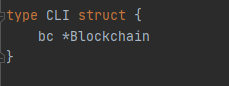 type CLI struct {
    bc *Blockchain
}